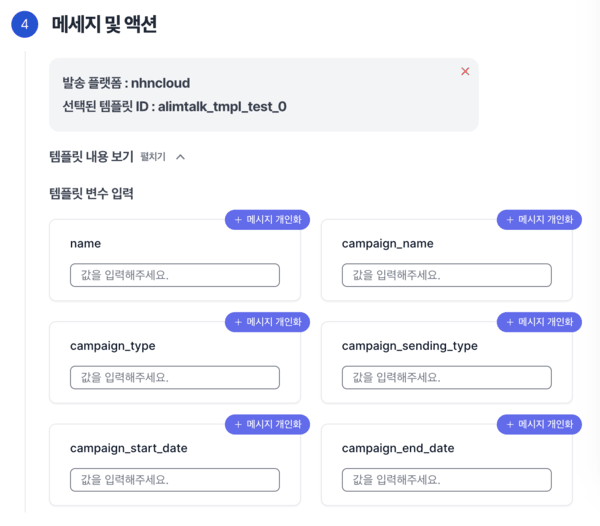 4 메세지 및 액션
발송 플랫폼 : nhncloud
선택된 템플릿 ID : alimtalk_tmpl_test_0
템플릿 내용 보기 펼치기
템플릿 변수 입력
+ 메시지 개인화
+ 메시지 개인화
name
campaign_name
값을 입력해주세요.
값을 입력해주세요.
+ 메시지 개인화
+ 메시지 개인화
campaign_type
campaign_sending_type
값을 입력해주세요.
값을 입력해주세요.
+ 메시지 개인화
+ 메시지 개인화
campaign_start_date
campaign_end_date
값을 입력해주세요.
값을 입력해주세요.